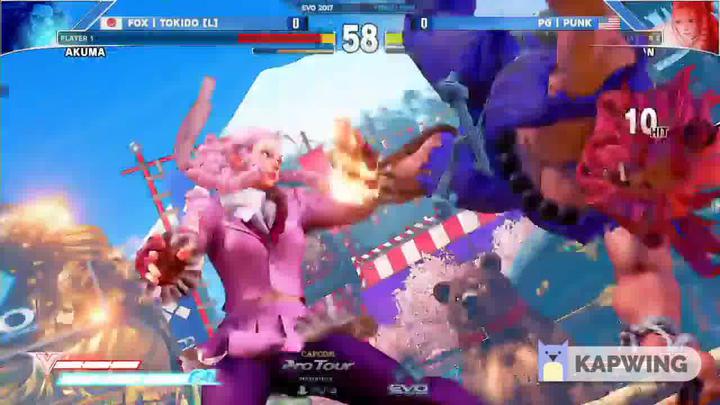 EVO 2017
FOX | TOKIDO [L] 0 0 PG | PUNK
PLAYER 1 58
AKUMA
10 HIT
CAPCOM
Pro Tour
EVO
KAPWING